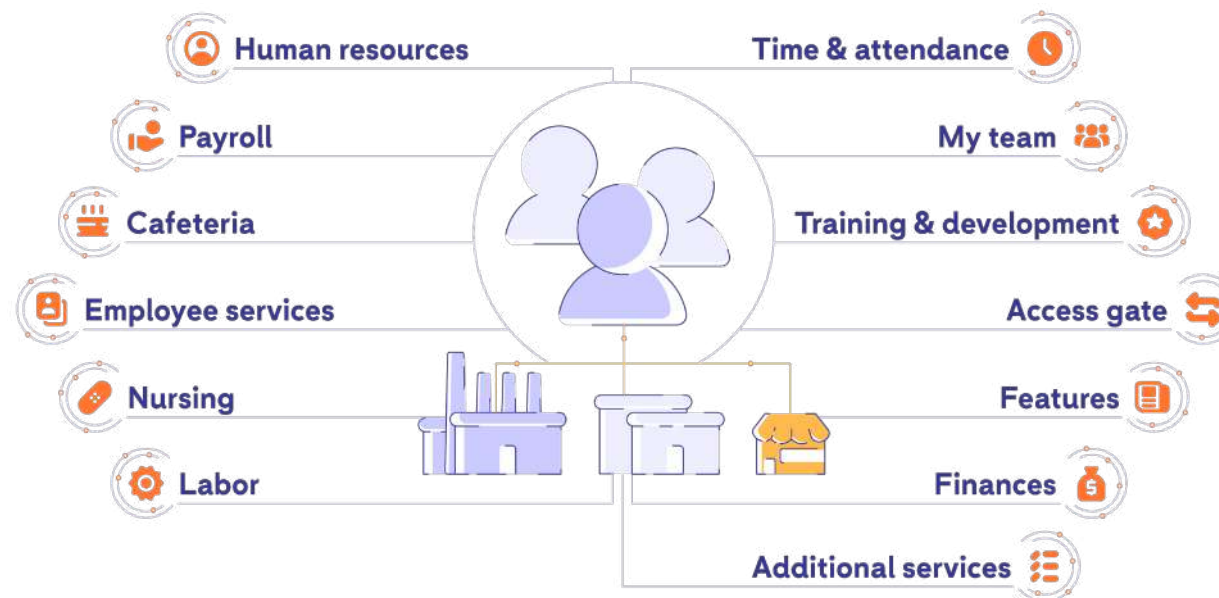 Human resources
Time & attendance
Payroll
My team
Cafeteria
Training & development
Employee services
Access gate
Nursing
Features
Labor
Finances
Additional services